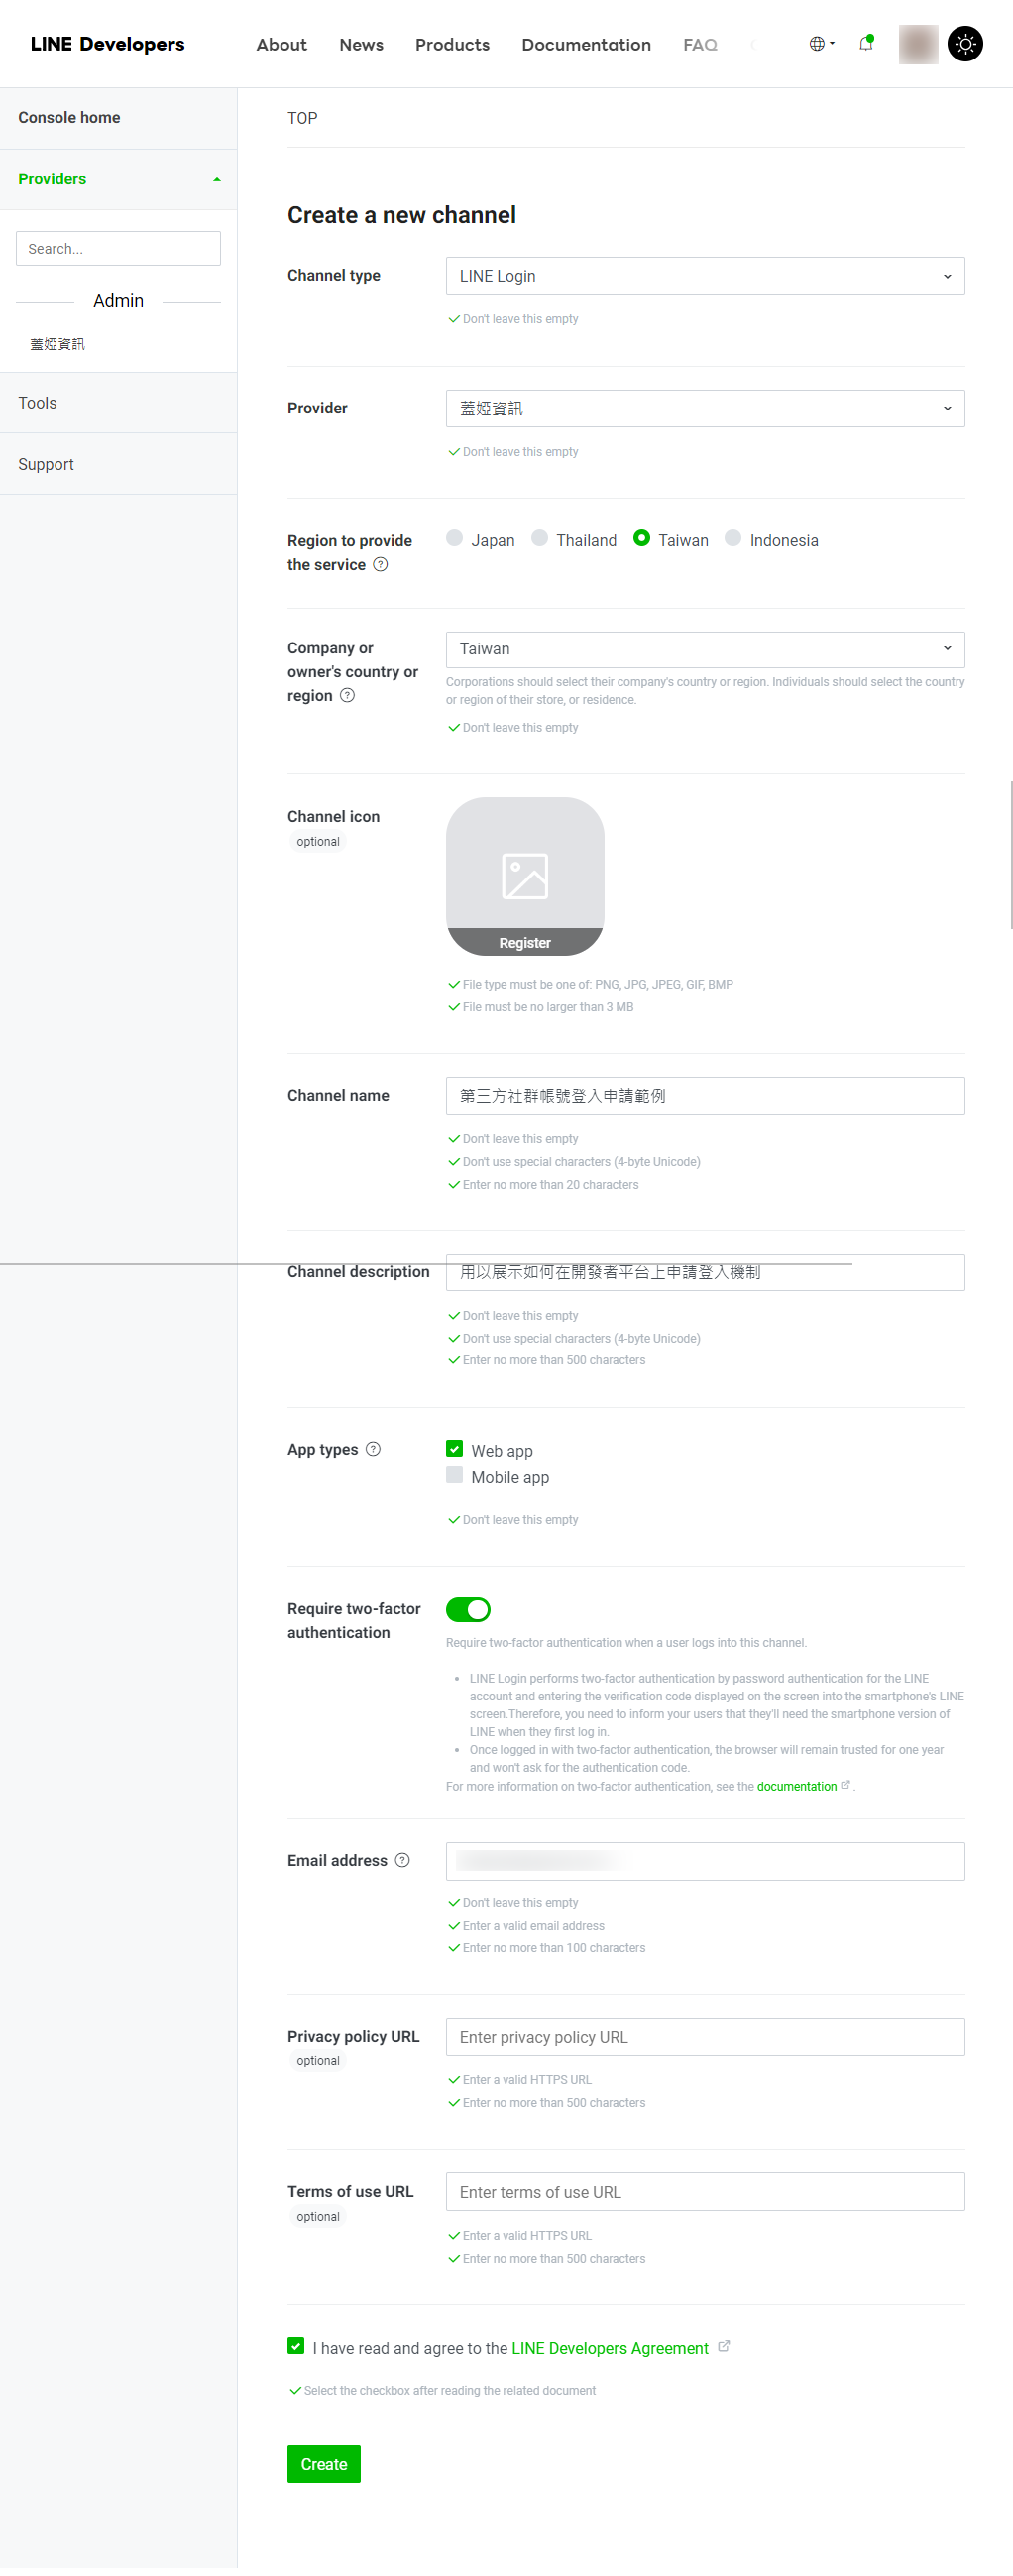 LINE Developers
About
News
Products
Documentation
FAQ
Console home
Providers
Search...
Admin
蓋婭資訊
Tools
Support
TOP
Create a new channel
Channel type
LINE Login
Don't leave this empty
Provider
蓋婭資訊
Don't leave this empty
Region to provide
the service
Japan
Thailand
Taiwan
Indonesia
Company or
owner's country or
region
Taiwan
Corporations should select their company's country or region. Individuals should select the country
or region of their store, or residence.
Don't leave this empty
Channel icon
optional
Register
File type must be one of: PNG, JPG, JPEG, GIF, BMP
File must be no larger than 3 MB
Channel name
第三方社群帳號登入申請範例
Don't leave this empty
Don't use special characters (4-byte Unicode)
Enter no more than 20 characters
Channel description
用以展示如何在開發者平台上申請登入機制
Don't leave this empty
Don't use special characters (4-byte Unicode)
Enter no more than 500 characters
App types
Web app
Mobile app
Don't leave this empty
Require two-factor
authentication
Require two-factor authentication when a user logs into this channel.
• LINE Login performs two-factor authentication by password authentication for the LINE
account and entering the verification code displayed on the screen into the smartphone's LINE
screen.Therefore, you need to inform your users that they'll need the smartphone version of
LINE when they first log in.
• Once logged in with two-factor authentication, the browser will remain trusted for one year
and won't ask for the authentication code.
For more information on two-factor authentication, see the documentation .
Email address
Don't leave this empty
Enter a valid email address
Enter no more than 100 characters
Privacy policy URL
optional
Enter privacy policy URL
Enter a valid HTTPS URL
Enter no more than 500 characters
Terms of use URL
optional
Enter terms of use URL
Enter a valid HTTPS URL
Enter no more than 500 characters
I have read and agree to the LINE Developers Agreement
Select the checkbox after reading the related document
Create